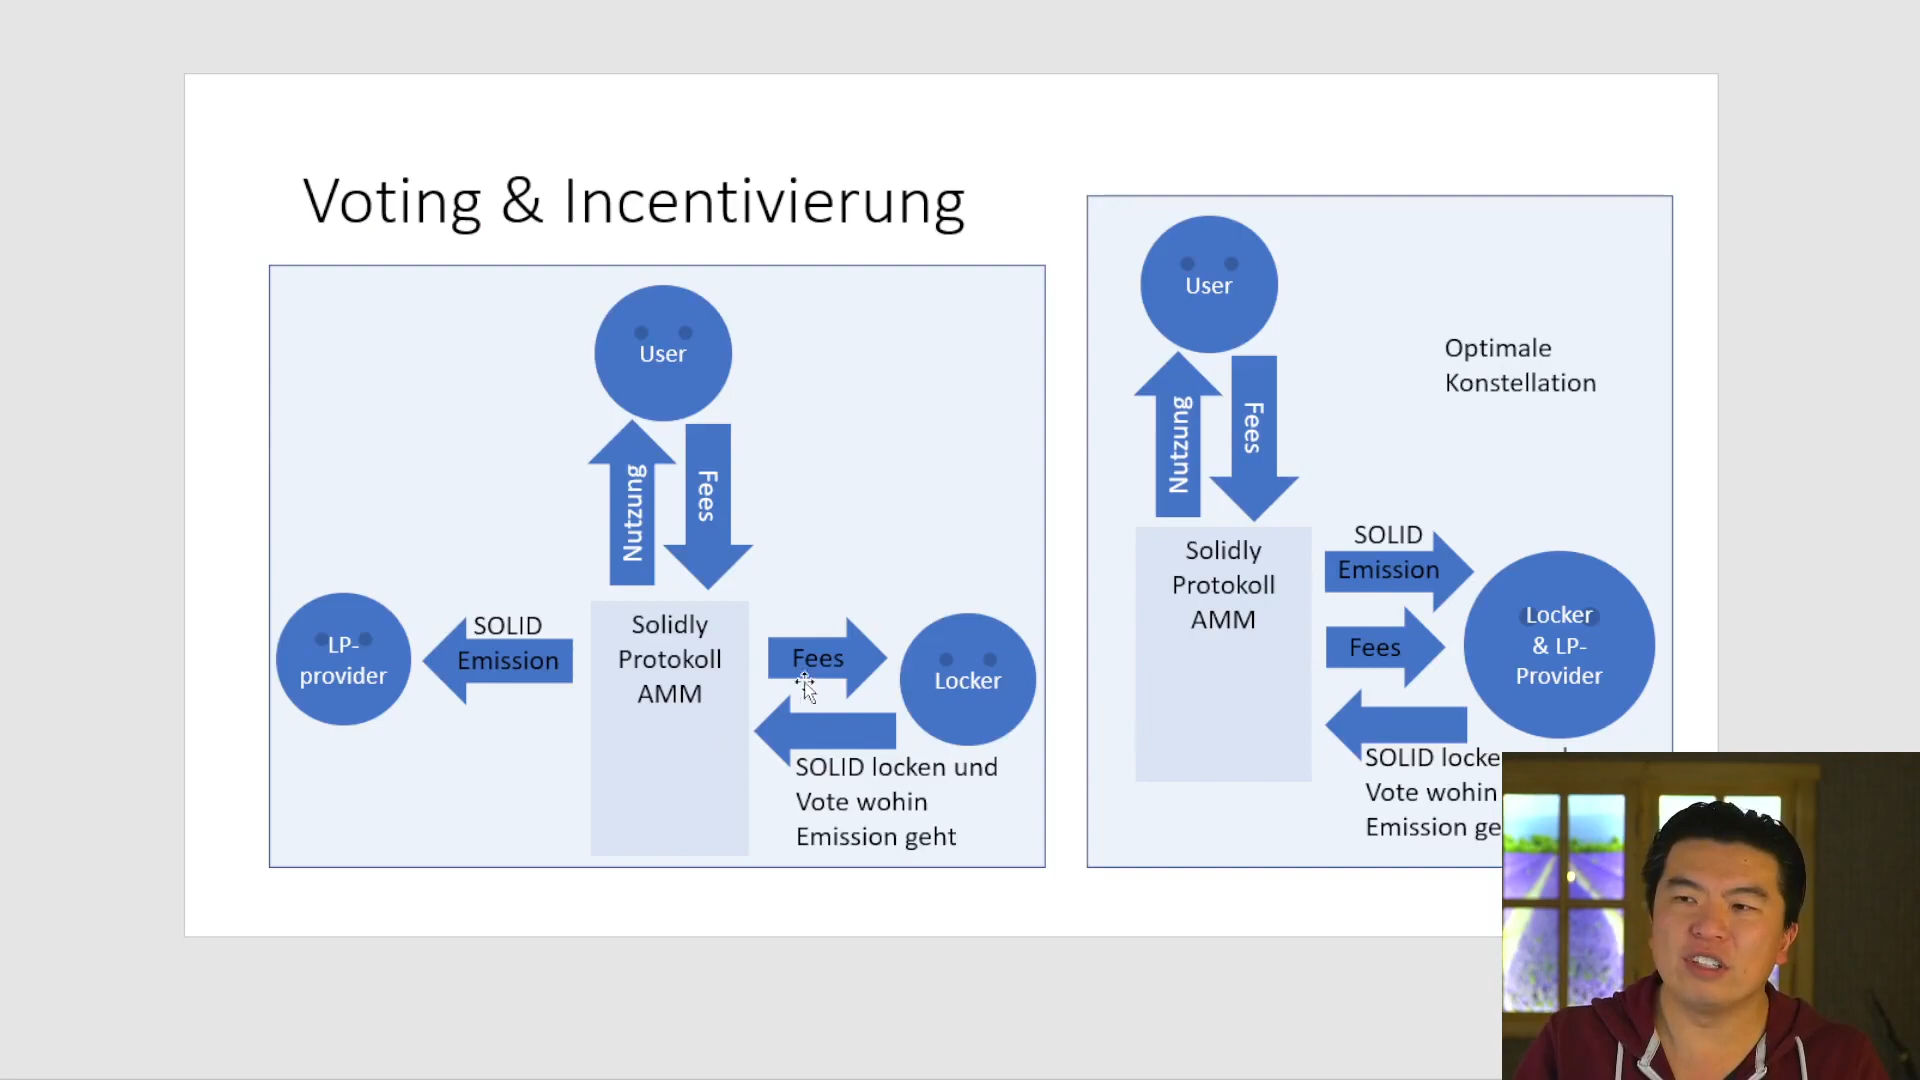 Voting & Incentivierung
User
Nutzung
Fees
LP-
provider
SOLID
Emission
Solidly
Protokoll
AMM
Fees
Locker
SOLID locken und
Vote wohin
Emission geht
User
Optimale
Konstellation
Nutzung
Fees
Solidly
Protokoll
AMM
SOLID
Emission
Fees
Locker
& LP-
Provider
SOLID locke
Vote wohin
Emission ge